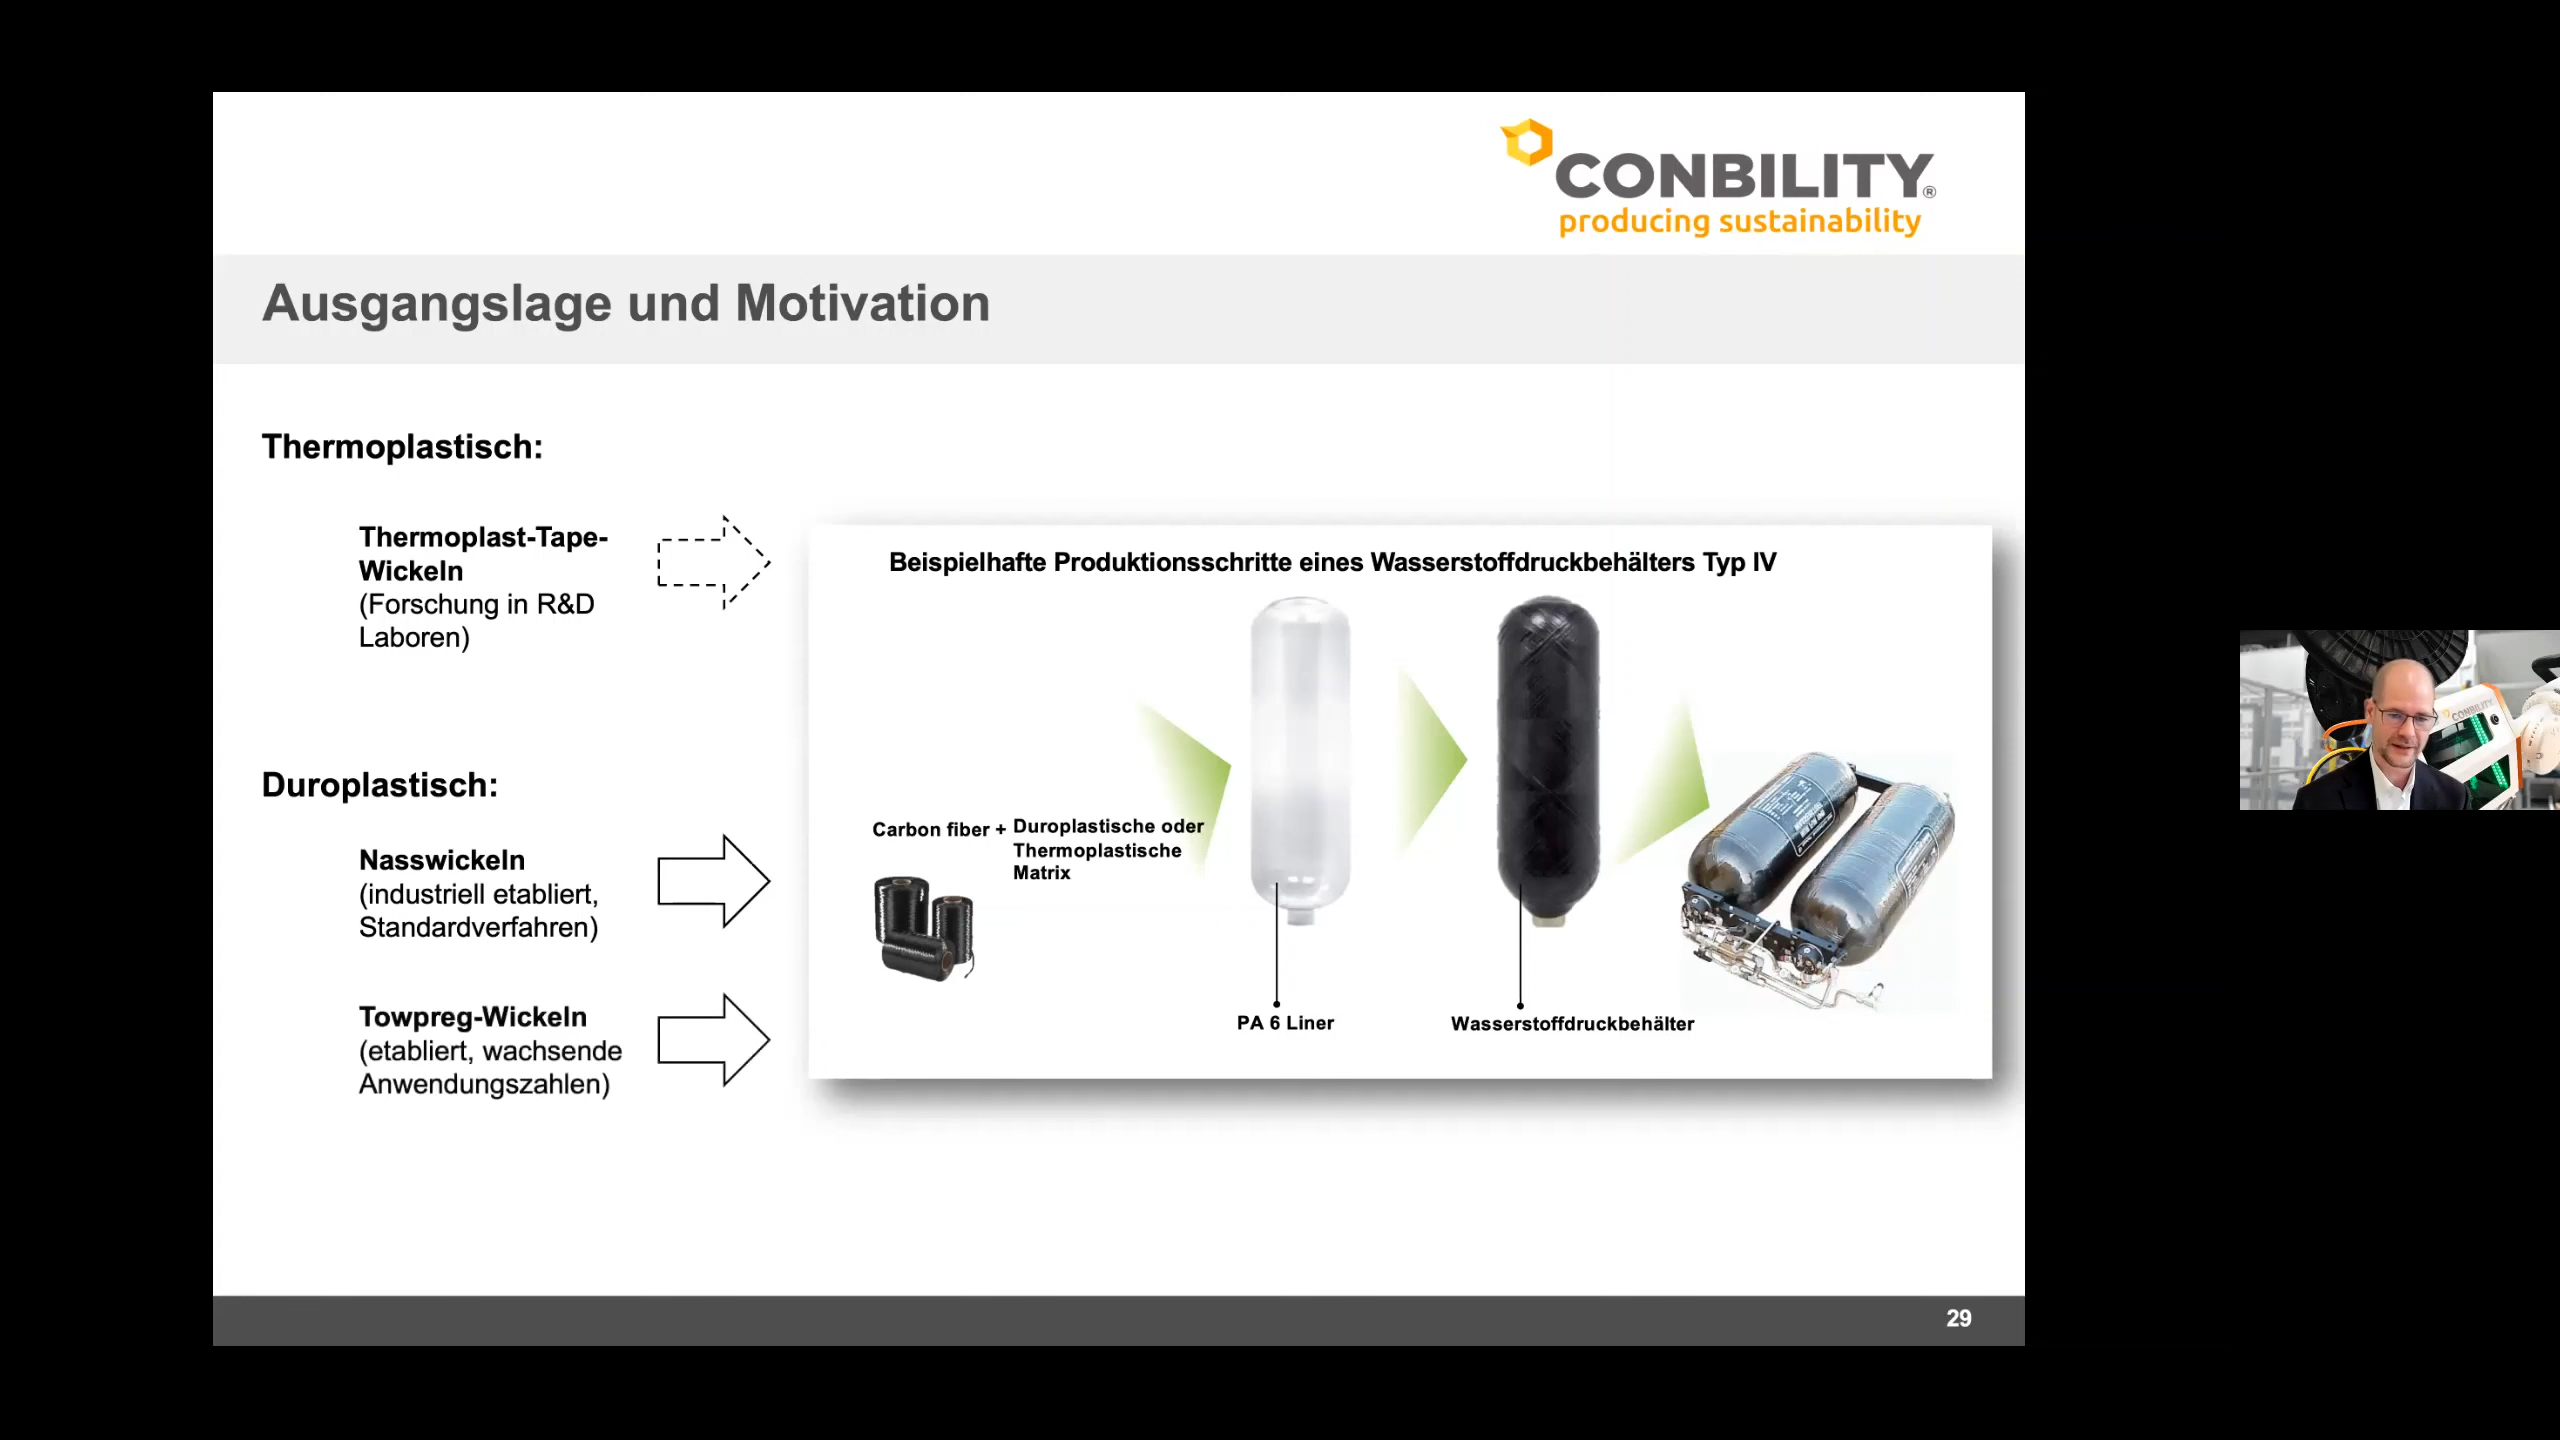 CONBILITY®
producing sustainability
Ausgangslage und Motivation
Thermoplastisch:
Thermoplast-Tape-
Wickeln
(Forschung in R&D
Laboren)
Duroplastisch:
Nasswickeln
(industriell etabliert,
Standardverfahren)
Towpreg-Wickeln
(etabliert, wachsende
Anwendungszahlen)
Beispielhafte Produktionsschritte eines Wasserstoffdruckbehälters Typ IV
Carbon fiber + Duroplastische oder
Thermoplastische
Matrix
PA 6 Liner
Wasserstoffdruckbehälter
CONBILITY
29